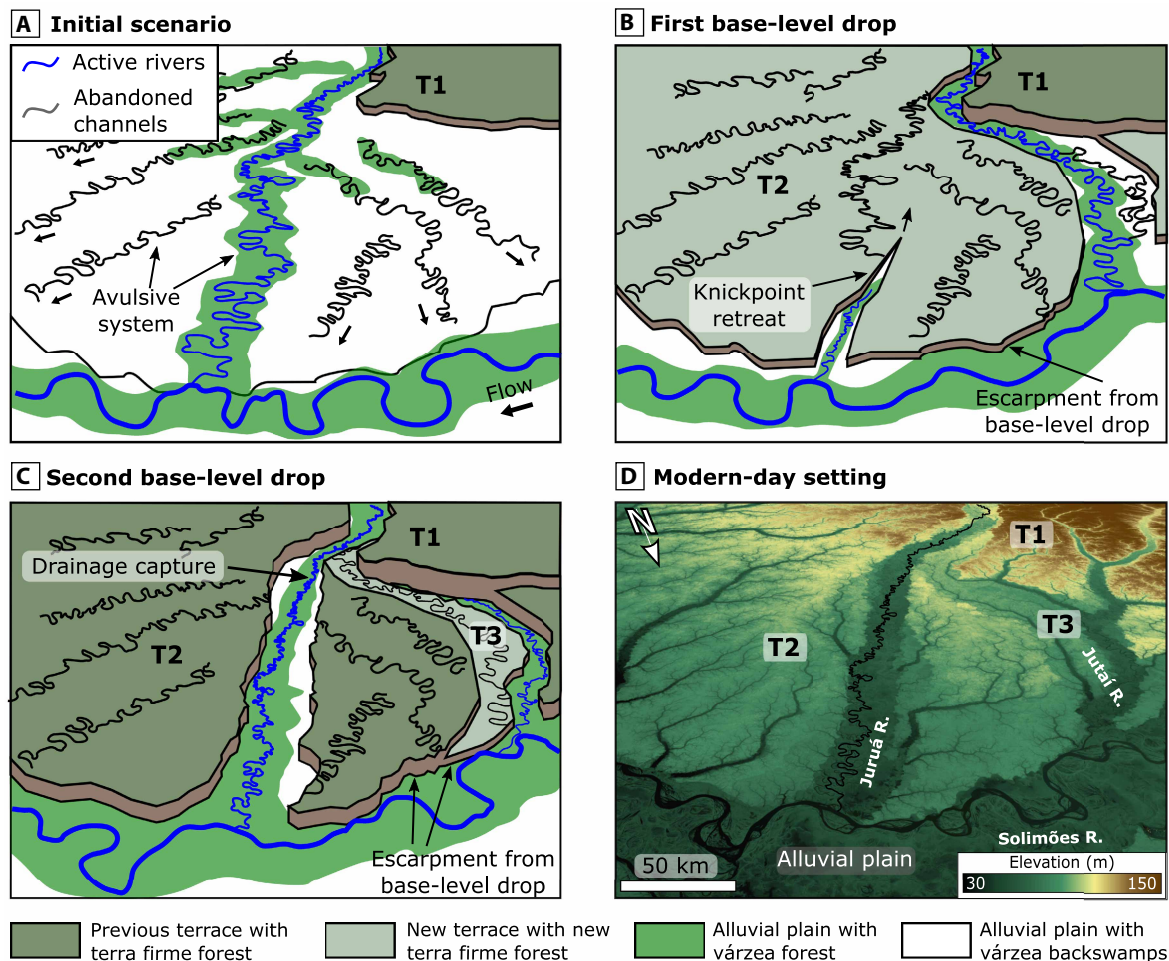 A Initial scenario
Active rivers
Abandoned
channels
T1
Avulsive
system
Flow
B First base-level drop
T1
T2
Knickpoint
retreat
Escarpment from
base-level drop
C Second base-level drop
T1
Drainage capture
T2
T3
Escarpment from
base-level drop
D Modern-day setting
N
T1
T2
T3
Jutaí R.
Juruá R.
Solimões R.
50 km
Alluvial plain
Elevation (m)
30 150
Previous terrace with
terra firme forest
New terrace with new
terra firme forest
Alluvial plain with
várzea forest
Alluvial plain with
várzea backswamps